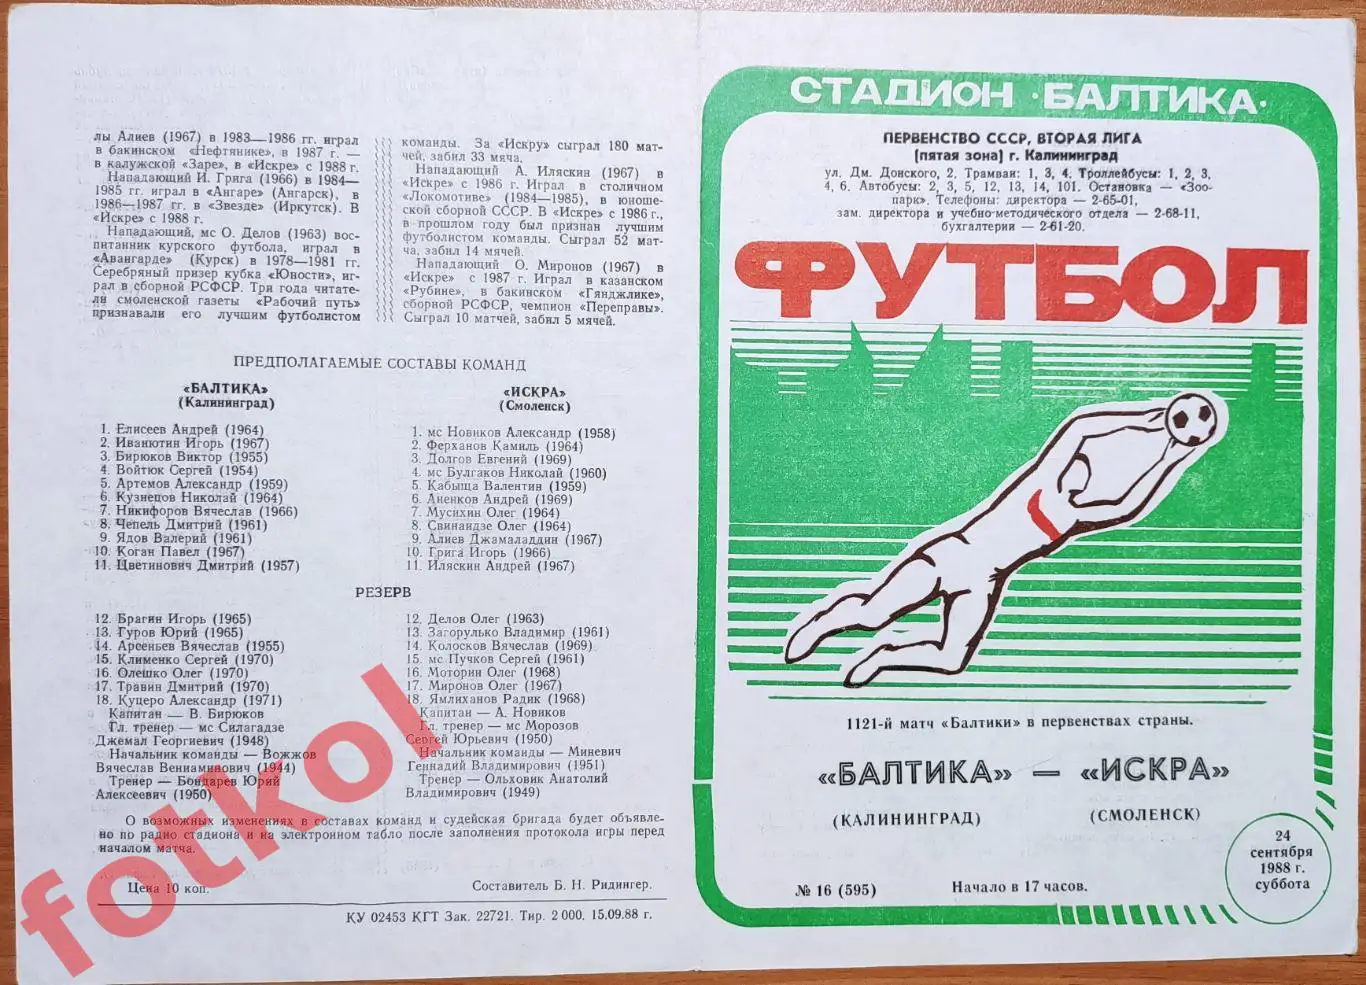 лы Алиев (1967) в 1983—1986 гг. играл
в бакинском «Нефтянике», в 1987 г. —
в калужской «Заре», в «Искре» с 1988 г.
Нападающий И. Грига (1966) в 1984—
1985 гг. играл в «Ангаре» (Ангарск), в
1986—1987 гг. в «Звезде» (Иркутск). В
«Искре» с 1988 г.
Нападающий, мс О. Делов (1963) вос-
питанник курского футбола, играл в
«Авангарде» (Курск) в 1978—1981 гг.
Серебряный призер кубка «Юности», иг-
рал в сборной РСФСР. Три года читате-
ли смоленской газеты «Рабочий путь»
признавали его лучшим футболистом
команды. За «Искру» сыграл 180 мат-
чей, забил 33 мяча.
Нападающий А. Иляскин (1967) в
«Искре» с 1986 г. Играл в столичном
«Локомотиве» (1984—1985), в юноше-
ской сборной СССР. В «Искре» с 1986 г.,
в прошлом году был признан лучшим
футболистом команды. Сыграл 52 мат-
ча, забил 14 мячей.
Нападающий О. Миронов (1967) в
«Искре» с 1987 г. Играл в казанском
«Рубине», в бакинском «Гянджлике»,
сборной РСФСР, чемпион «Переправы».
Сыграл 10 матчей, забил 5 мячей.
ПРЕДПОЛАГАЕМЫЕ СОСТАВЫ КОМАНД
«БАЛТИКА»
(Калининград)
1. Елисеев Андрей (1964)
2. Иванютин Игорь (1967)
3. Бирюков Виктор (1955)
4. Войтюк Сергей (1954)
5. Артемов Александр (1959)
6. Кузнецов Николай (1964)
7. Никифоров Вячеслав (1966)
8. Чепель Дмитрий (1961)
9. Ядов Валерий (1961)
10. Коган Павел (1967)
11. Цветинович Дмитрий (1957)
«ИСКРА»
(Смоленск)
1. мс Новиков Александр (1958)
2. Ферханов Камиль (1964)
3. Долгов Евгений (1969)
4. мс Булгаков Николай (1960)
5. Кабыща Валентин (1959)
6. Аненков Андрей (1969)
7. Мусихин Олег (1964)
8. Свинаидзе Олег (1964)
9. Алиев Джамаладдин (1967)
10. Грига Игорь (1966)
11. Иляскин Андрей (1967)
РЕЗЕРВ
12. Брагин Игорь (1965)
13. Гуров Юрий (1965)
14. Арсеньев Вячеслав (1955)
15. Клименко Сергей (1970)
16. Олешко Олег (1970)
17. Травин Дмитрий (1970)
18. Куцеро Александр (1971)
Капитан — В. Бирюков
Гл. тренер — мс Силагадзе
Джемал Георгиевич (1948)
Начальник команды — Вожжов
Вячеслав Вениаминович (1944)
Тренер — Бондарев Юрий
Алексеевич (1950)
12. Делов Олег (1963)
13. Загорулько Владимир (1961)
14. Колосков Вячеслав (1969)
15. мс Пучков Сергей (1961)
16. Моторин Олег (1968)
17. Миронов Олег (1967)
18. Ямлиханов Радик (1968)
Капитан — А. Новиков
Гл. тренер — мс Морозов
Сергей Юрьевич (1950)
Начальник команды — Миневич
Геннадий Владимирович (1951)
Тренер — Ольховик Анатолий
Владимирович (1949)
О возможных изменениях в составах команд и судейская бригада будет объявле-
но по радио стадиона и на электронном табло после заполнения протокола игры перед
началом матча.
Цена 10 коп.
Составитель Б. Н. Ридингер.
КУ 02453 КГТ Зак. 22721. Тир. 2 000. 15.09.88 г.
СТАДИОН ·БАЛТИКА·
ПЕРВЕНСТВО СССР, ВТОРАЯ ЛИГА
(пятая зона) г. Калининград
ул. Дм. Донского, 2. Трамваи: 1, 3, 4. Троллейбусы: 1, 2, 3,
4, 6. Автобусы: 2, 3, 5, 12, 13, 14, 101. Остановка — «Зоо-
парк». Телефоны: директора — 2-65-01,
зам. директора и учебно-методического отдела — 2-68-11,
бухгалтерии — 2-61-20.
ФУТБОЛ
1121-й матч «Балтики» в первенствах страны.
«БАЛТИКА» — «ИСКРА»
(КАЛИНИНГРАД)
(СМОЛЕНСК)
№ 16 (595)
Начало в 17 часов.
24
сентября
1988 г.
суббота
fotkol